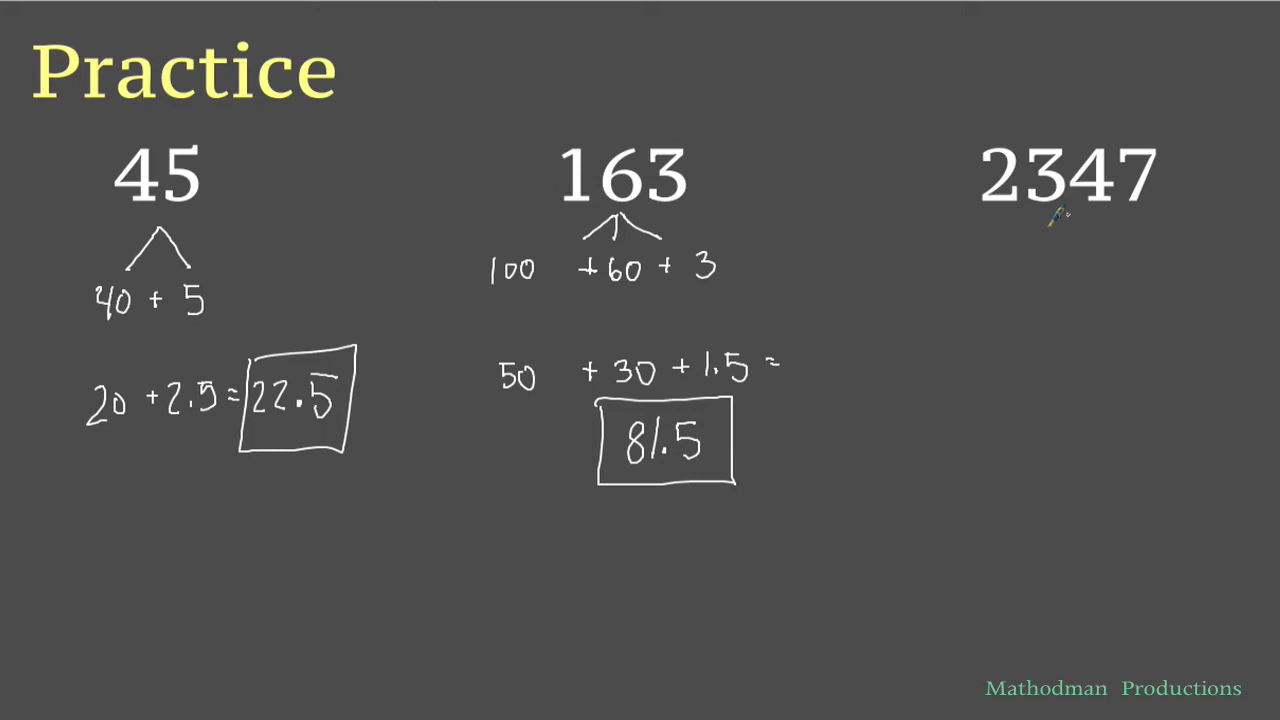 Practice
45
40 + 5
20 + 2.5 = 22.5
163
100 + 60 + 3
50 + 30 + 1.5 =
81.5
2347
Mathodman Productions